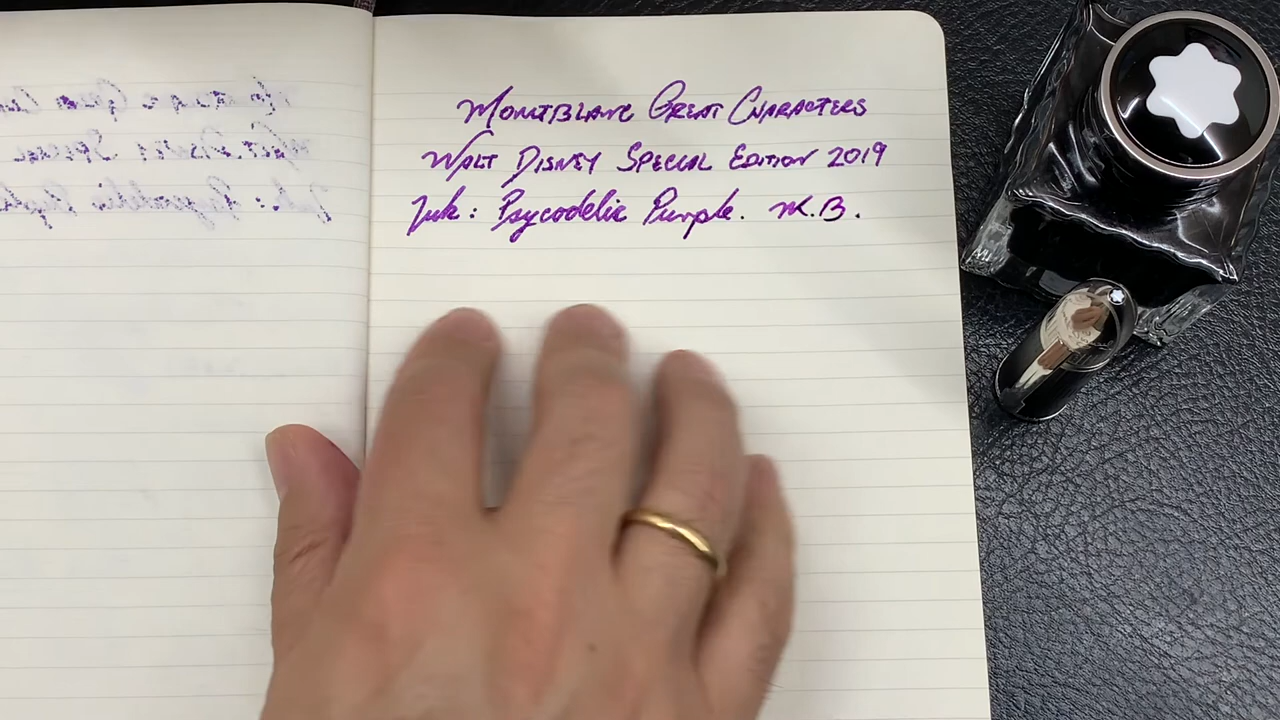 Montblanc Great Characters
Walt Disney Special Edition 2019
Ink: Psycodelic Purple. M.B.